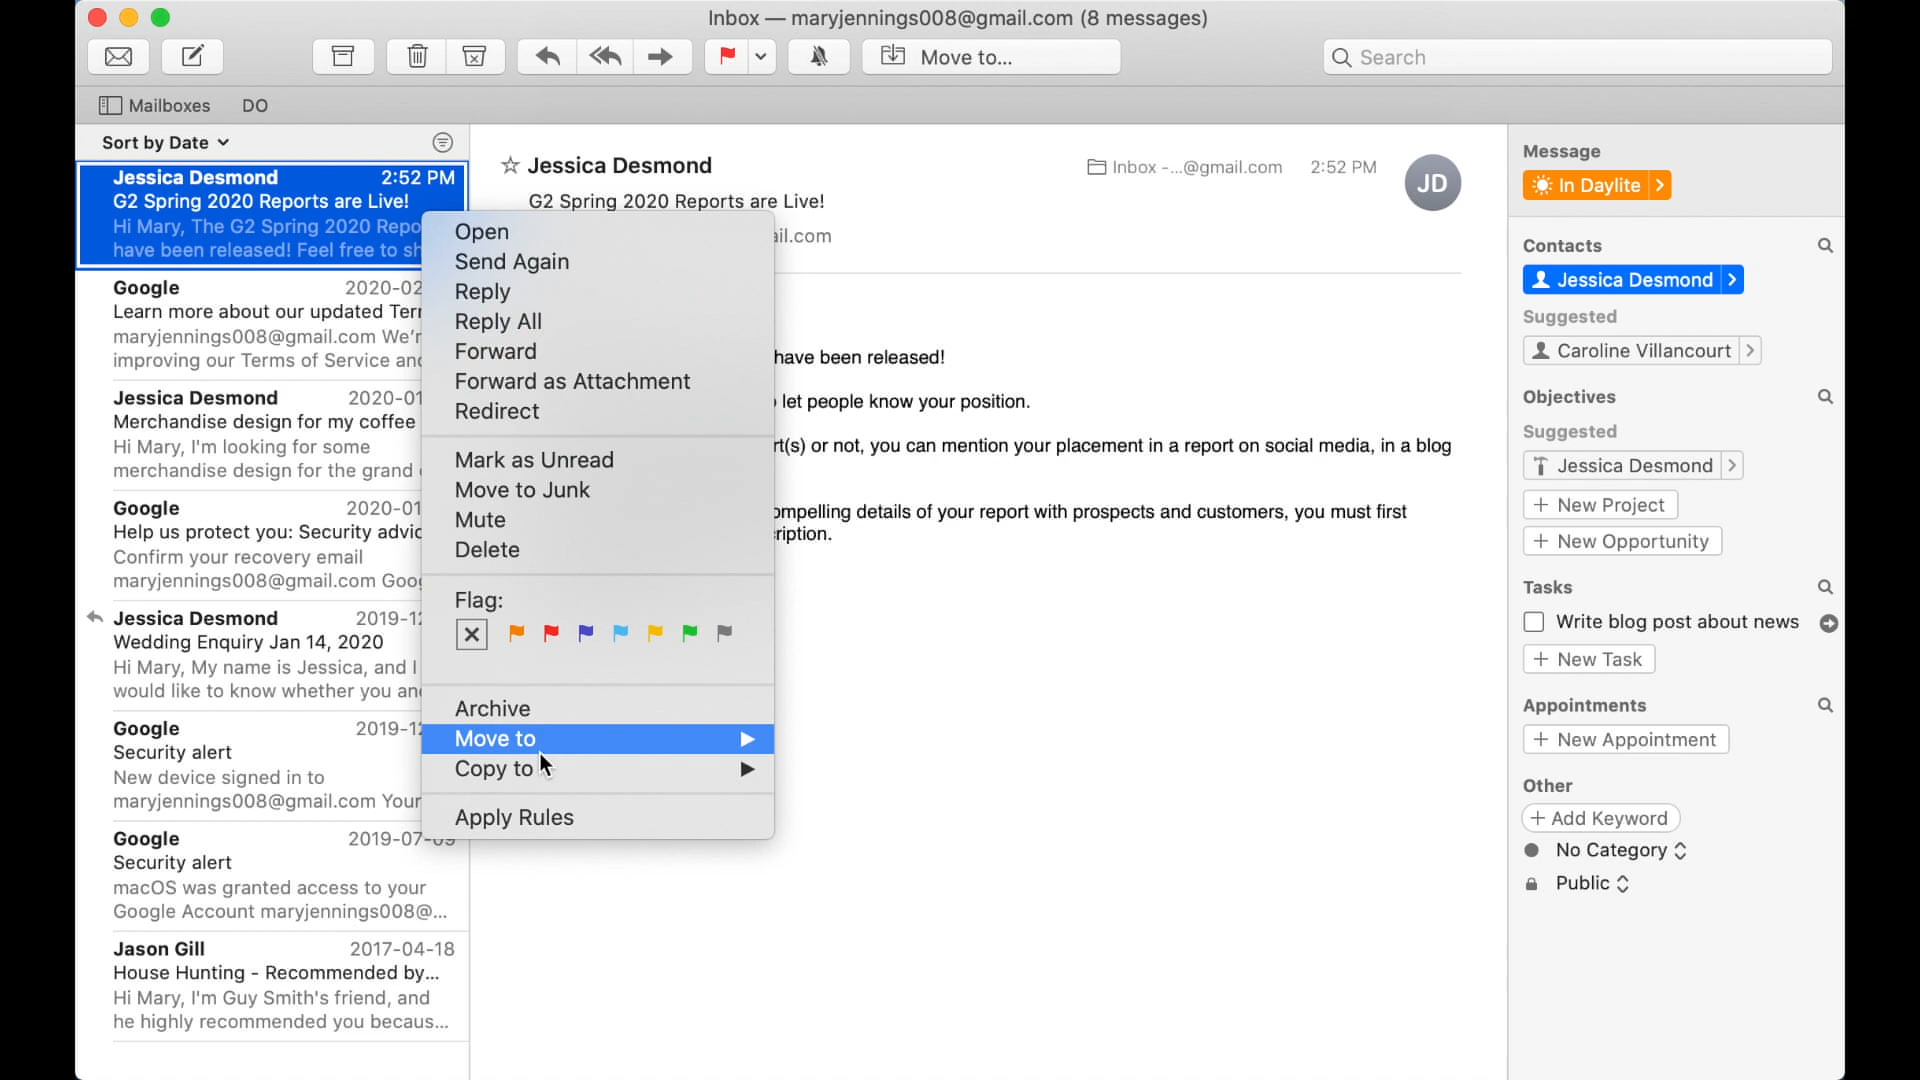 Inbox — maryjennings008@gmail.com (8 messages)
Move to...
Search
Mailboxes DO
Sort by Date
Jessica Desmond 2:52 PM
G2 Spring 2020 Reports are Live!
Hi Mary, The G2 Spring 2020 Repo
have been released! Feel free to sh
Google 2020-02
Learn more about our updated Ter
maryjennings008@gmail.com We'r
improving our Terms of Service and
Jessica Desmond 2020-01
Merchandise design for my coffee
Hi Mary, I'm looking for some
merchandise design for the grand
Google 2020-01
Help us protect you: Security advic
Confirm your recovery email
maryjennings008@gmail.com Goog
Jessica Desmond 2019-12
Wedding Enquiry Jan 14, 2020
Hi Mary, My name is Jessica, and I
would like to know whether you and
Google 2019-12
Security alert
New device signed in to
maryjennings008@gmail.com Your
Google 2019-07-09
Security alert
macOS was granted access to your
Google Account maryjennings008@...
Jason Gill 2017-04-18
House Hunting - Recommended by...
Hi Mary, I'm Guy Smith's friend, and
he highly recommended you becaus...
Open
Send Again
Reply
Reply All
Forward
Forward as Attachment
Redirect
Mark as Unread
Move to Junk
Mute
Delete
Flag:
Archive
Move to
Copy to
Apply Rules
Jessica Desmond Inbox -...@gmail.com 2:52 PM
JD
G2 Spring 2020 Reports are Live!
il.com
have been released!
let people know your position.
rt(s) or not, you can mention your placement in a report on social media, in a blog
ompelling details of your report with prospects and customers, you must first
ription.
Message
In Daylite
Contacts
Jessica Desmond
Suggested
Caroline Villancourt
Objectives
Suggested
Jessica Desmond
+ New Project
+ New Opportunity
Tasks
Write blog post about news
+ New Task
Appointments
+ New Appointment
Other
+ Add Keyword
No Category
Public